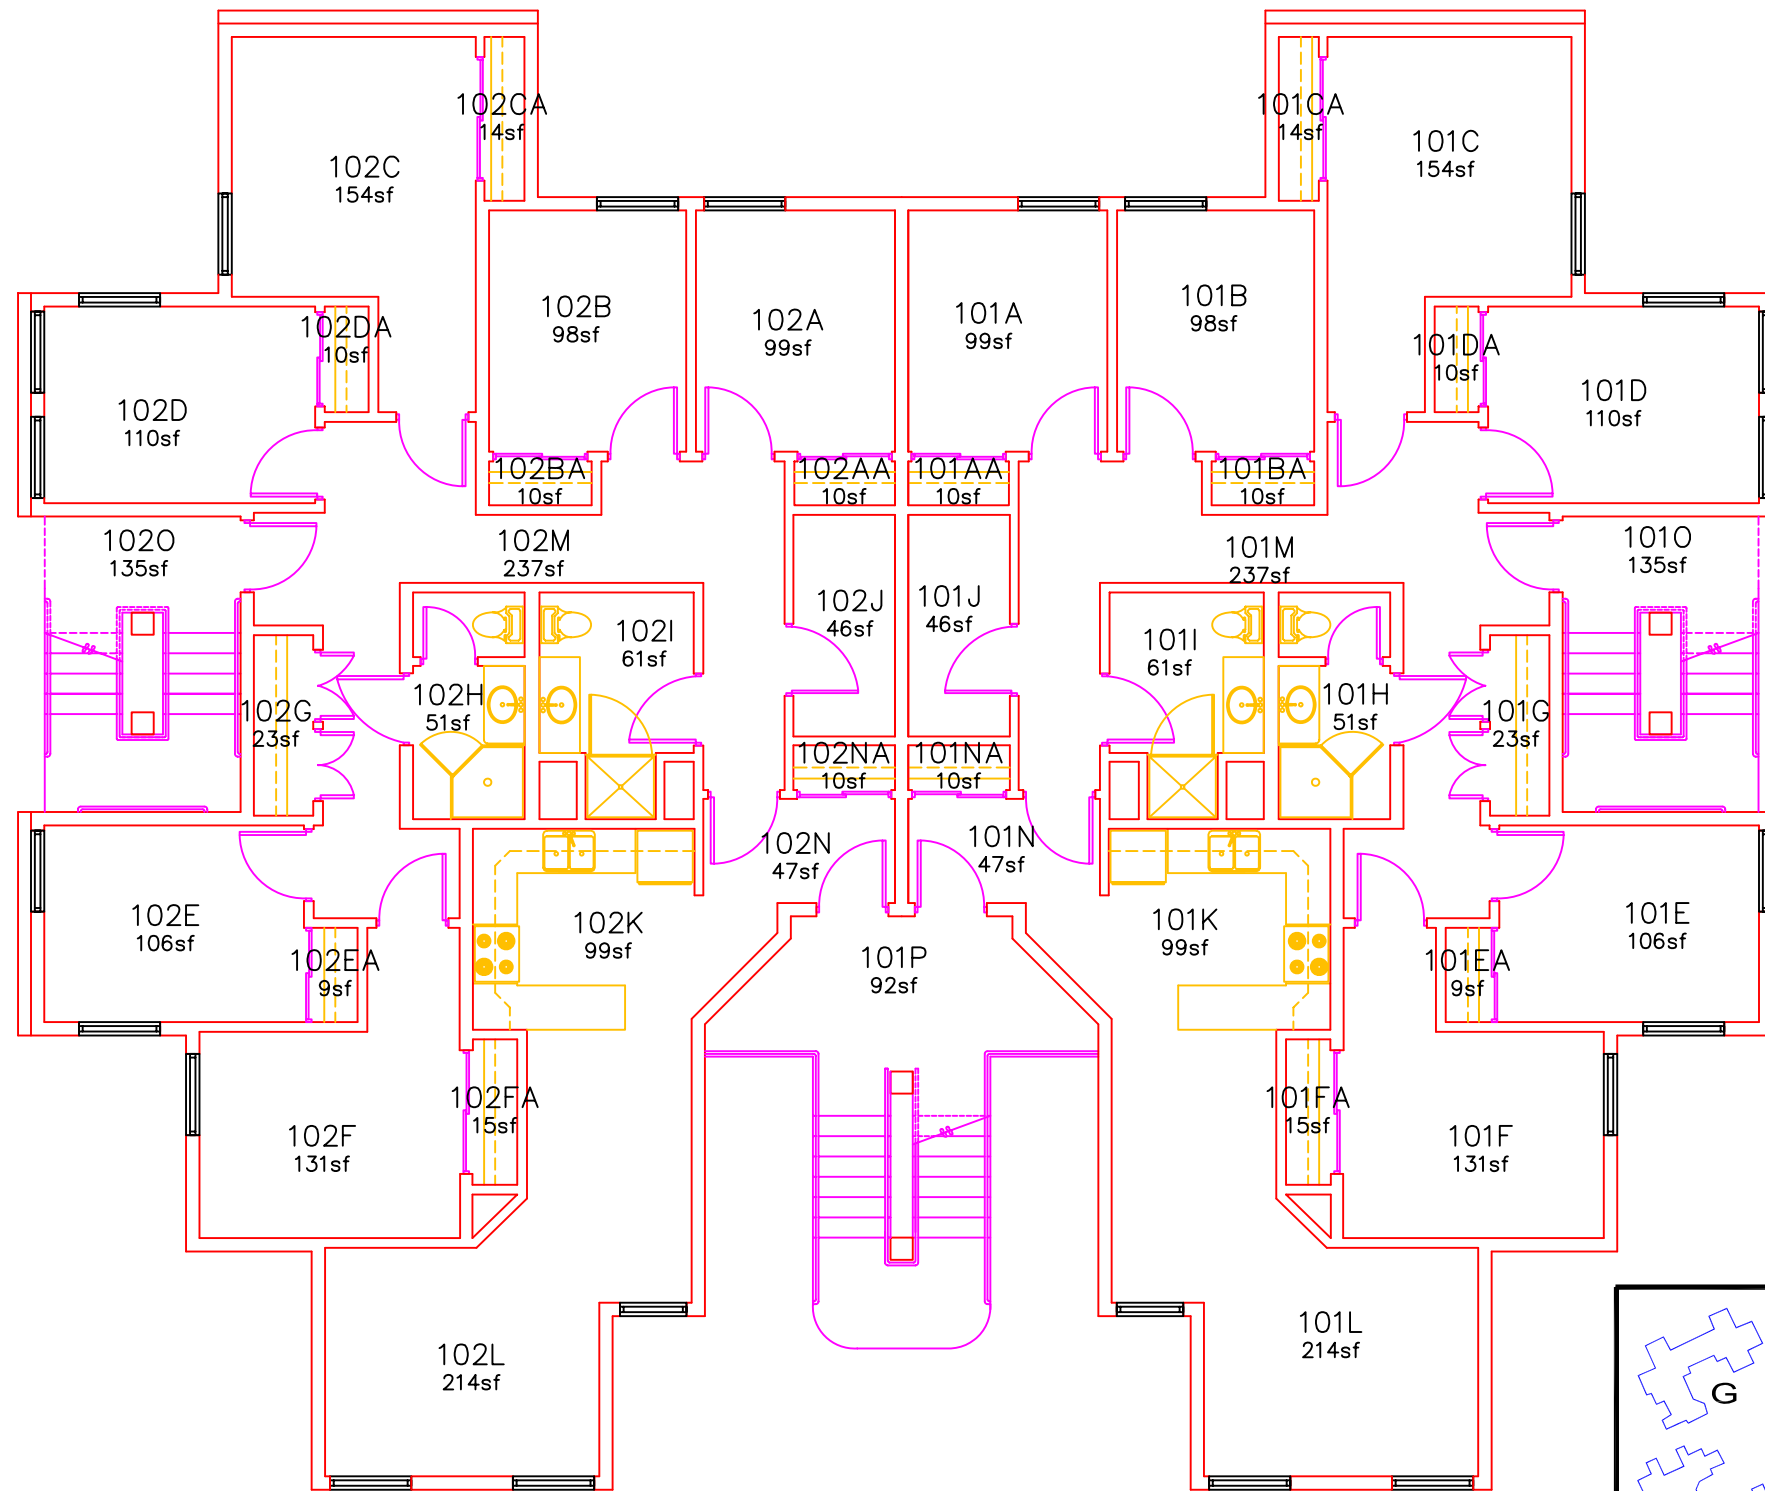 102CA
14sf
101CA
14sf
102C
154sf
101C
154sf
102B
98sf
102A
99sf
101A
99sf
101B
98sf
102DA
10sf
101DA
10sf
102D
110sf
101D
110sf
102BA
10sf
102AA
10sf
101AA
10sf
101BA
10sf
102O
135sf
102M
237sf
101M
237sf
101O
135sf
102J
46sf
101J
46sf
102I
61sf
101I
61sf
102H
51sf
101H
51sf
102G
23sf
101G
23sf
102NA
10sf
101NA
10sf
102N
47sf
101N
47sf
102E
106sf
102K
99sf
101K
99sf
101E
106sf
102EA
9sf
101P
92sf
101EA
9sf
102FA
15sf
101FA
15sf
102F
131sf
101F
131sf
102L
214sf
101L
214sf
G